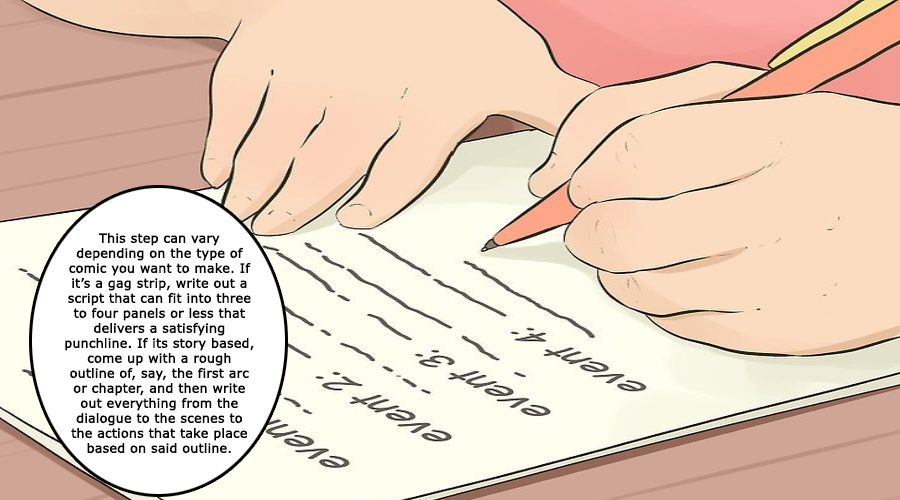 This step can vary
depending on the type of
comic you want to make. If
it's a gag strip, write out a
script that can fit into three
to four panels or less that
delivers a satisfying
punchline. If its story based,
come up with a rough
outline of, say, the first arc
or chapter, and then write
out everything from the
dialogue to the scenes to
the actions that take place
based on said outline.
event
event 2:
event 3:
event 4: